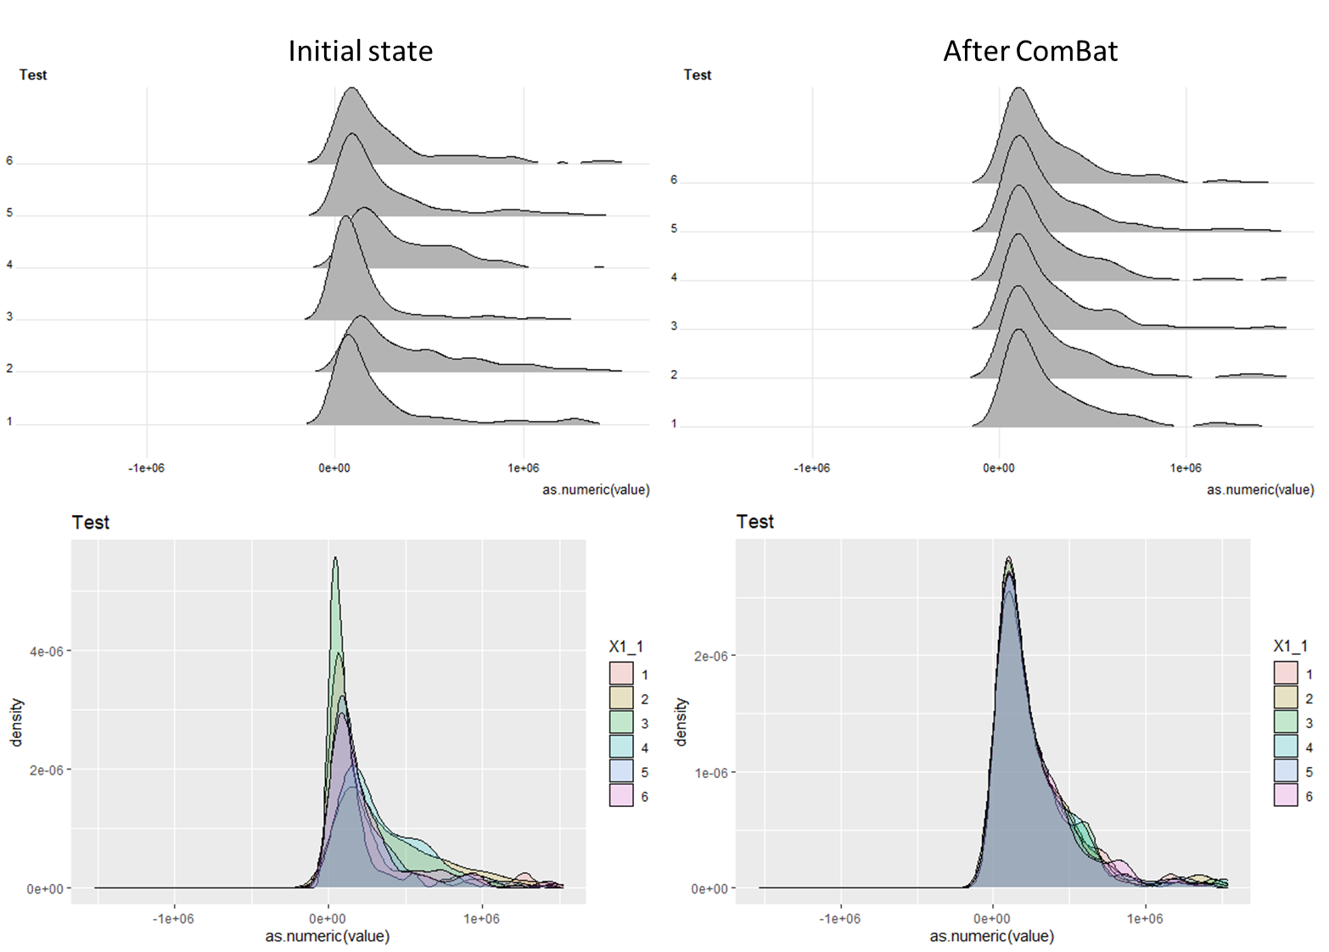 Initial state
After ComBat
Test
6
5
4
3
2
1
-1e+06 0e+00 1e+06
as.numeric(value)
Test
6
5
4
3
2
1
-1e+06 0e+00 1e+06
as.numeric(value)
Test
density
4e-06
2e-06
0e+00
-1e+06 0e+00 1e+06
as.numeric(value)
X1_1
1
2
3
4
5
6
Test
density
2e-06
1e-06
0e+00
-1e+06 0e+00 1e+06
as.numeric(value)
X1_1
1
2
3
4
5
6